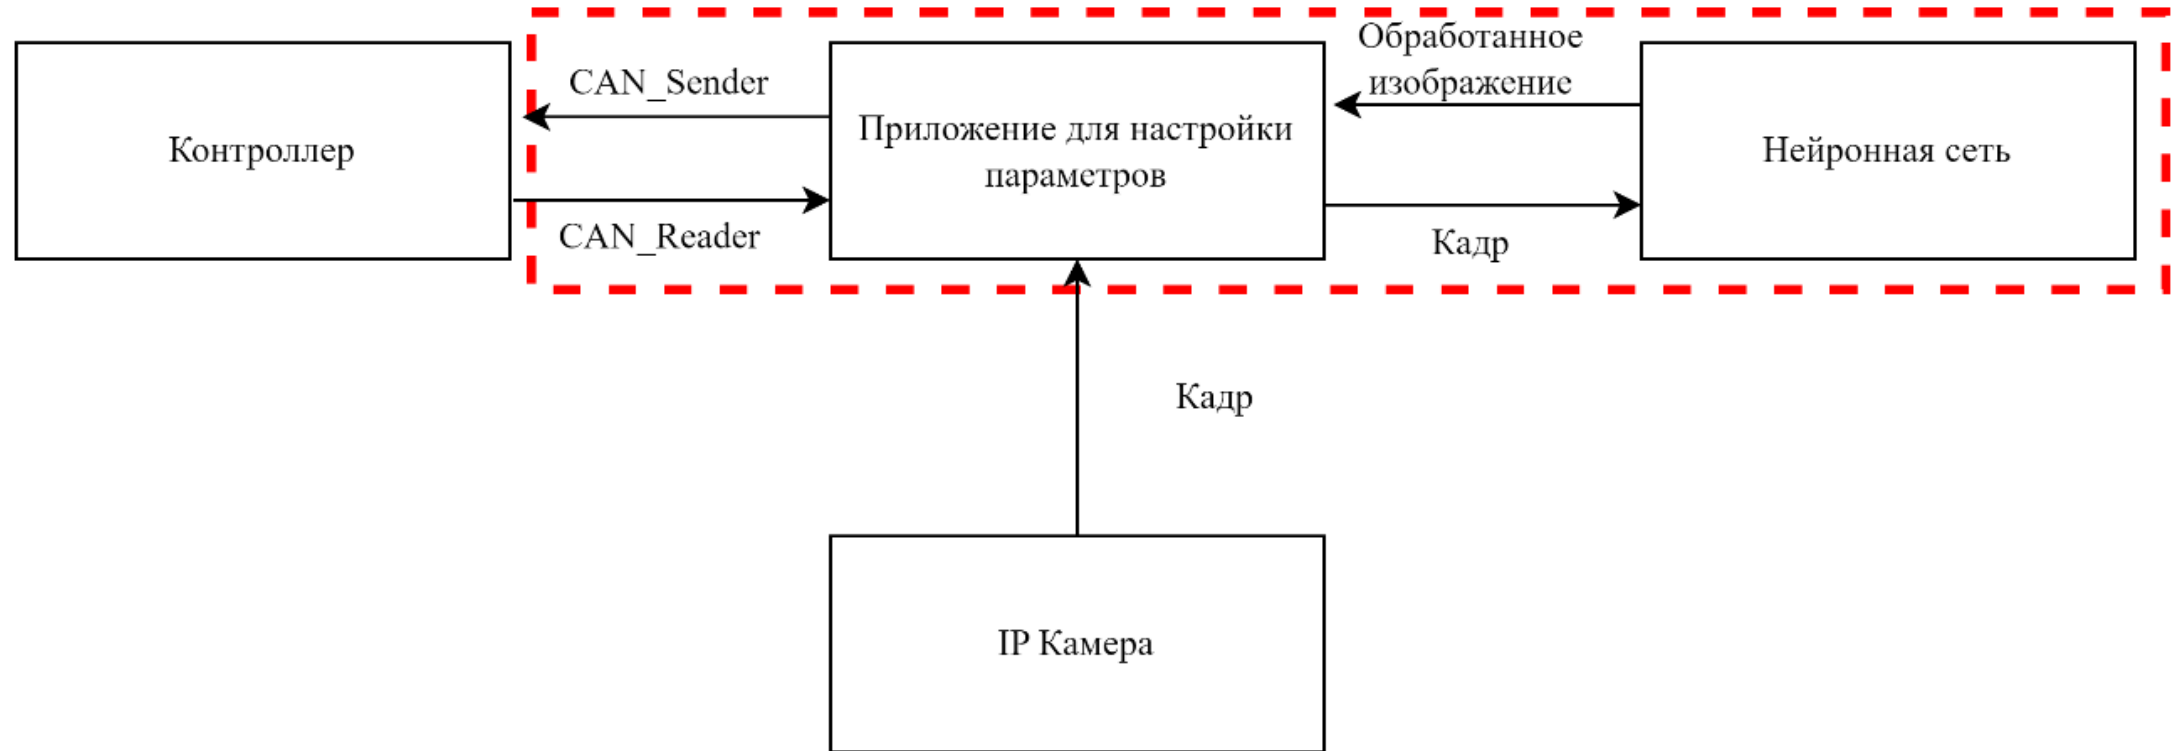 Обработанное
изображение
CAN_Sender
Контроллер
Приложение для настройки
параметров
Нейронная сеть
CAN_Reader
Кадр
Кадр
IP Камера